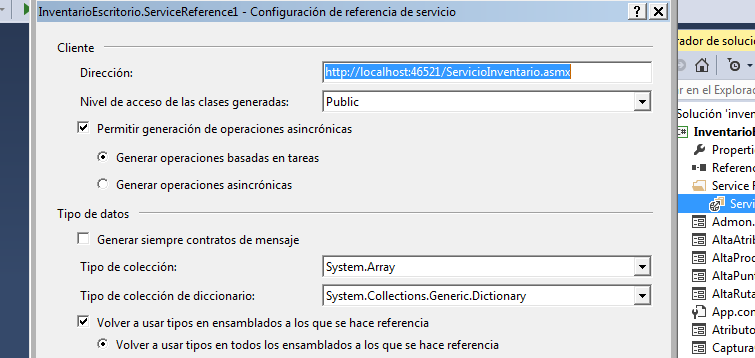 InventarioEscritorio.ServiceReference1 - Configuración de referencia de servicio
Cliente
Dirección:
http://localhost:46521/ServicioInventario.asmx
Nivel de acceso de las clases generadas:
Public
Permitir generación de operaciones asincrónicas
Generar operaciones basadas en tareas
Generar operaciones asincrónicas
Tipo de datos
Generar siempre contratos de mensaje
Tipo de colección:
System.Array
Tipo de colección de diccionario:
System.Collections.Generic.Dictionary
Volver a usar tipos en ensamblados a los que se hace referencia
Volver a usar tipos en todos los ensamblados a los que se hace referencia
rador de solucio
ar en el Explorad
Solución 'inven
Inventariol
Properti
Referenc
Service R
Servi
Admon.
AltaAtrib
AltaProd
AltaPunt
AltaRuta
App.con
Atributo
Captura